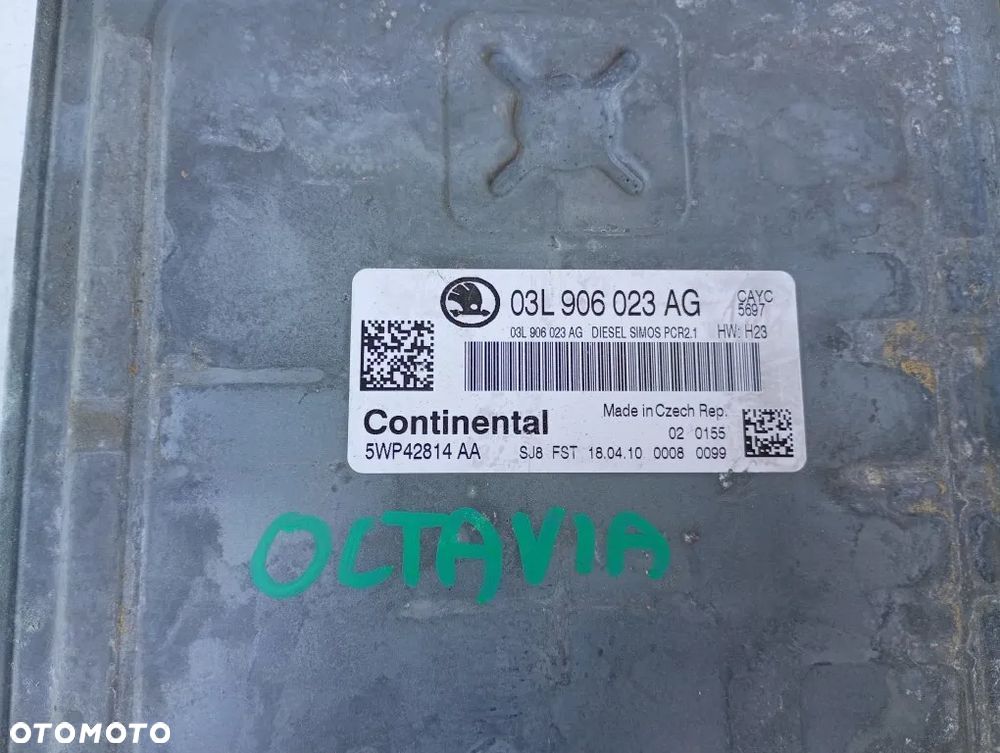 03L 906 023 AG
CAYC
5697
03L 906 023 AG DIESEL SIMOS PCR2.1 HW: H23
Continental
Made in Czech Rep.
02 0155
5WP42814 AA
SJ8 FST 18.04.10 0008 0099
OCTAVIA
OTOMOTO